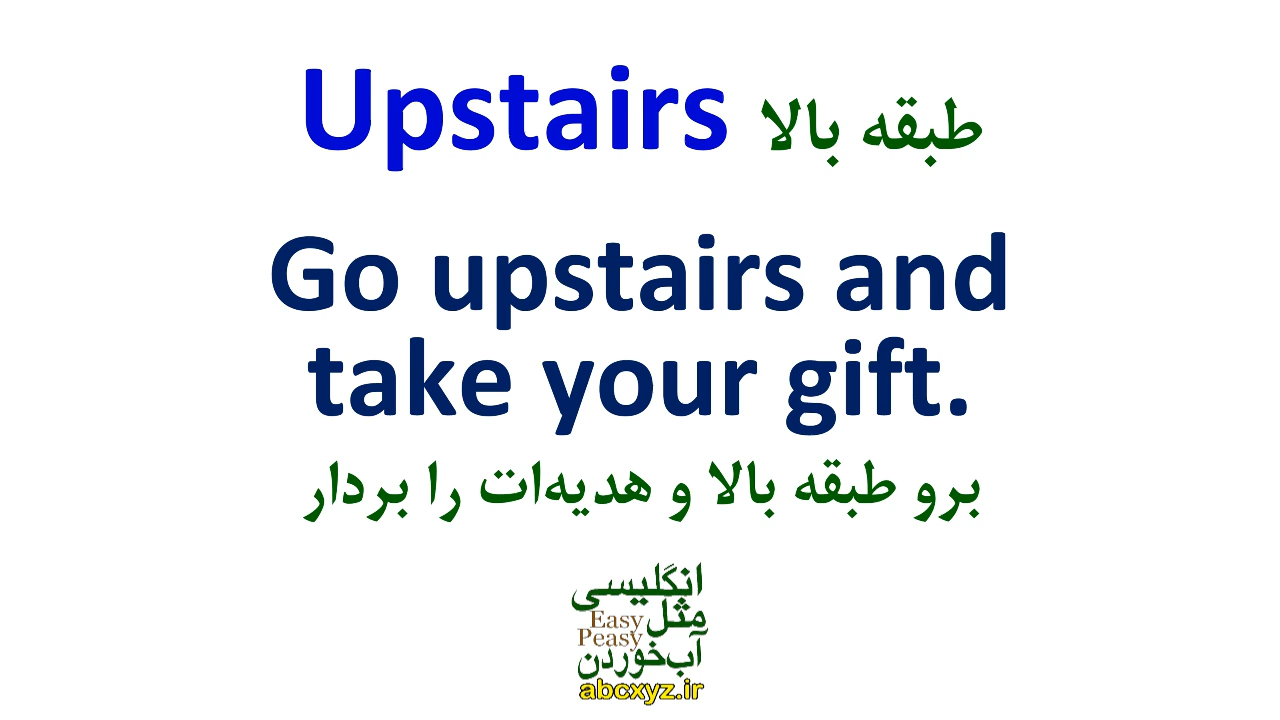 Upstairs طبقه بالا
Go upstairs and
take your gift.
برو طبقه بالا و هدیه‌ات را بردار
انگلیسی
مثل
Easy
Peasy
آب‌خوردن
abcxyz.ir